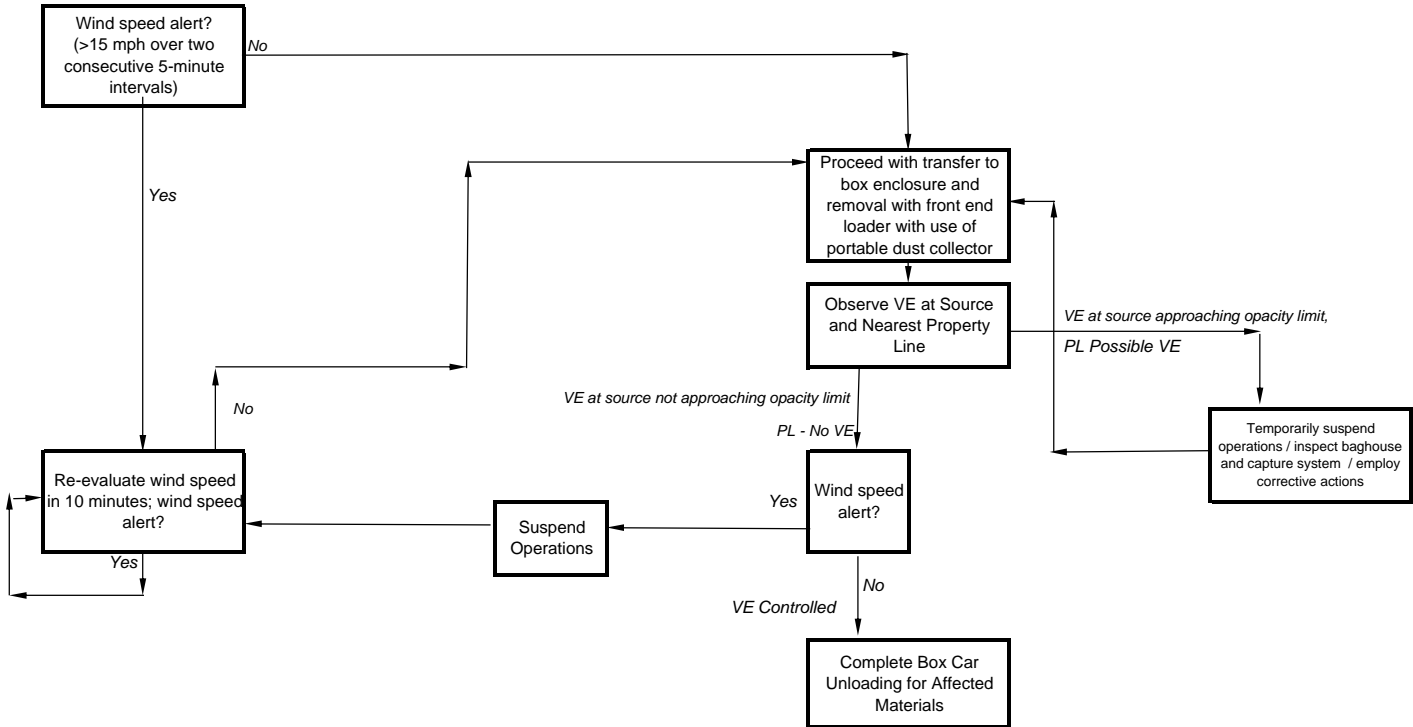 Wind speed alert?
(>15 mph over two
consecutive 5-minute
intervals)
No
Yes
Proceed with transfer to
box enclosure and
removal with front end
loader with use of
portable dust collector
Observe VE at Source
and Nearest Property
Line
VE at source approaching opacity limit,
PL Possible VE
Temporarily suspend
operations / inspect baghouse
and capture system / employ
corrective actions
VE at source not approaching opacity limit
PL - No VE
No
Re-evaluate wind speed
in 10 minutes; wind speed
alert?
Yes
Suspend
Operations
Yes
Wind speed
alert?
No
VE Controlled
Complete Box Car
Unloading for Affected
Materials